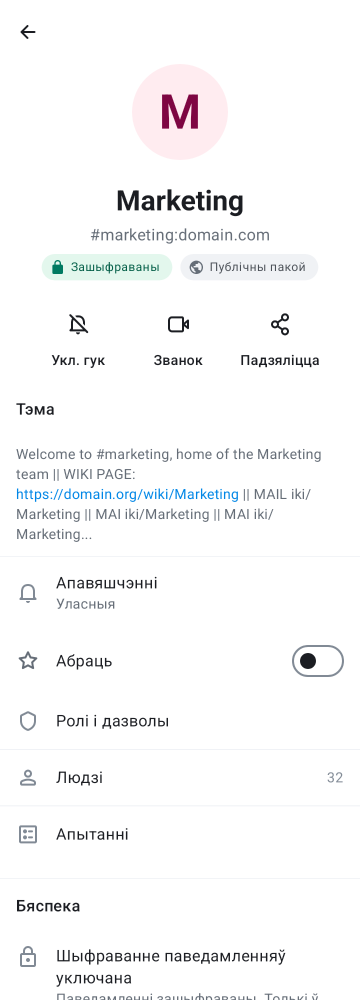 M
Marketing
#marketing:domain.com
Зашыфраваны
Публічны пакой
Укл. гук
Званок
Падзяліцца
Тэма
Welcome to #marketing, home of the Marketing
team || WIKI PAGE:
https://domain.org/wiki/Marketing || MAIL iki/
Marketing || MAI iki/Marketing || MAI iki/
Marketing...
Апавяшчэнні
Уласныя
Абраць
Ролі і дазволы
Людзі
32
Апытанні
Бяспека
Шыфраванне паведамленняў
уключана
Паведамленні зашыфраваны. Толькі ў